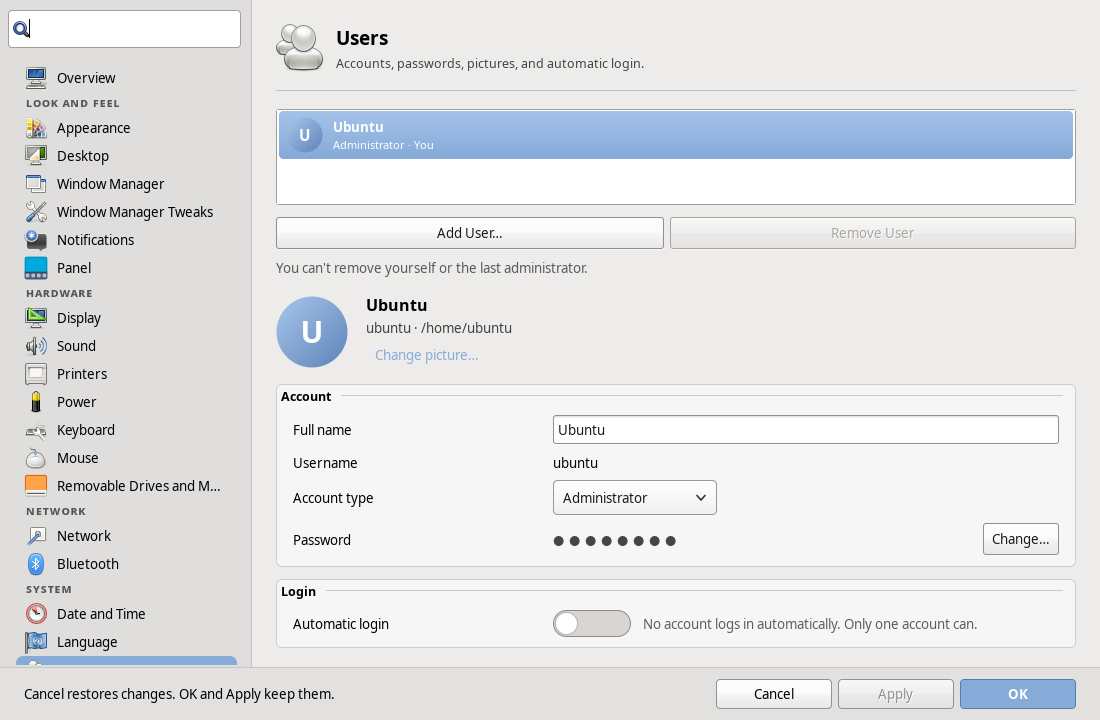 Overview
LOOK AND FEEL
Appearance
Desktop
Window Manager
Window Manager Tweaks
Notifications
Panel
HARDWARE
Display
Sound
Printers
Power
Keyboard
Mouse
Removable Drives and M...
NETWORK
Network
Bluetooth
SYSTEM
Date and Time
Language
Users
Accounts, passwords, pictures, and automatic login.
U
Ubuntu
Administrator · You
Add User...
Remove User
You can't remove yourself or the last administrator.
U
Ubuntu
ubuntu · /home/ubuntu
Change picture...
Account
Full name
Ubuntu
Username
ubuntu
Account type
Administrator
Password
●●●●●●●●
Change...
Login
Automatic login
No account logs in automatically. Only one account can.
Cancel restores changes. OK and Apply keep them.
Cancel
Apply
OK